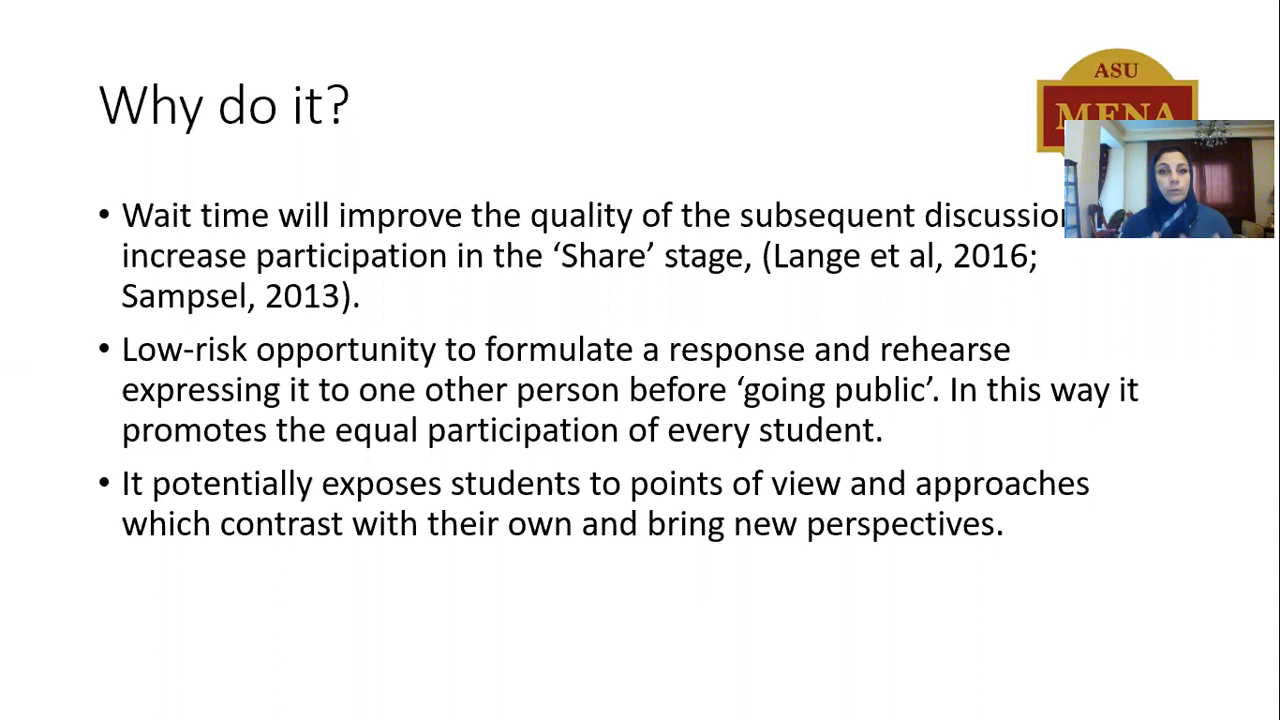 ASU
MENA
Why do it?
• Wait time will improve the quality of the subsequent discussion
increase participation in the ‘Share’ stage, (Lange et al, 2016;
Sampsel, 2013).
• Low-risk opportunity to formulate a response and rehearse
expressing it to one other person before ‘going public’. In this way it
promotes the equal participation of every student.
• It potentially exposes students to points of view and approaches
which contrast with their own and bring new perspectives.